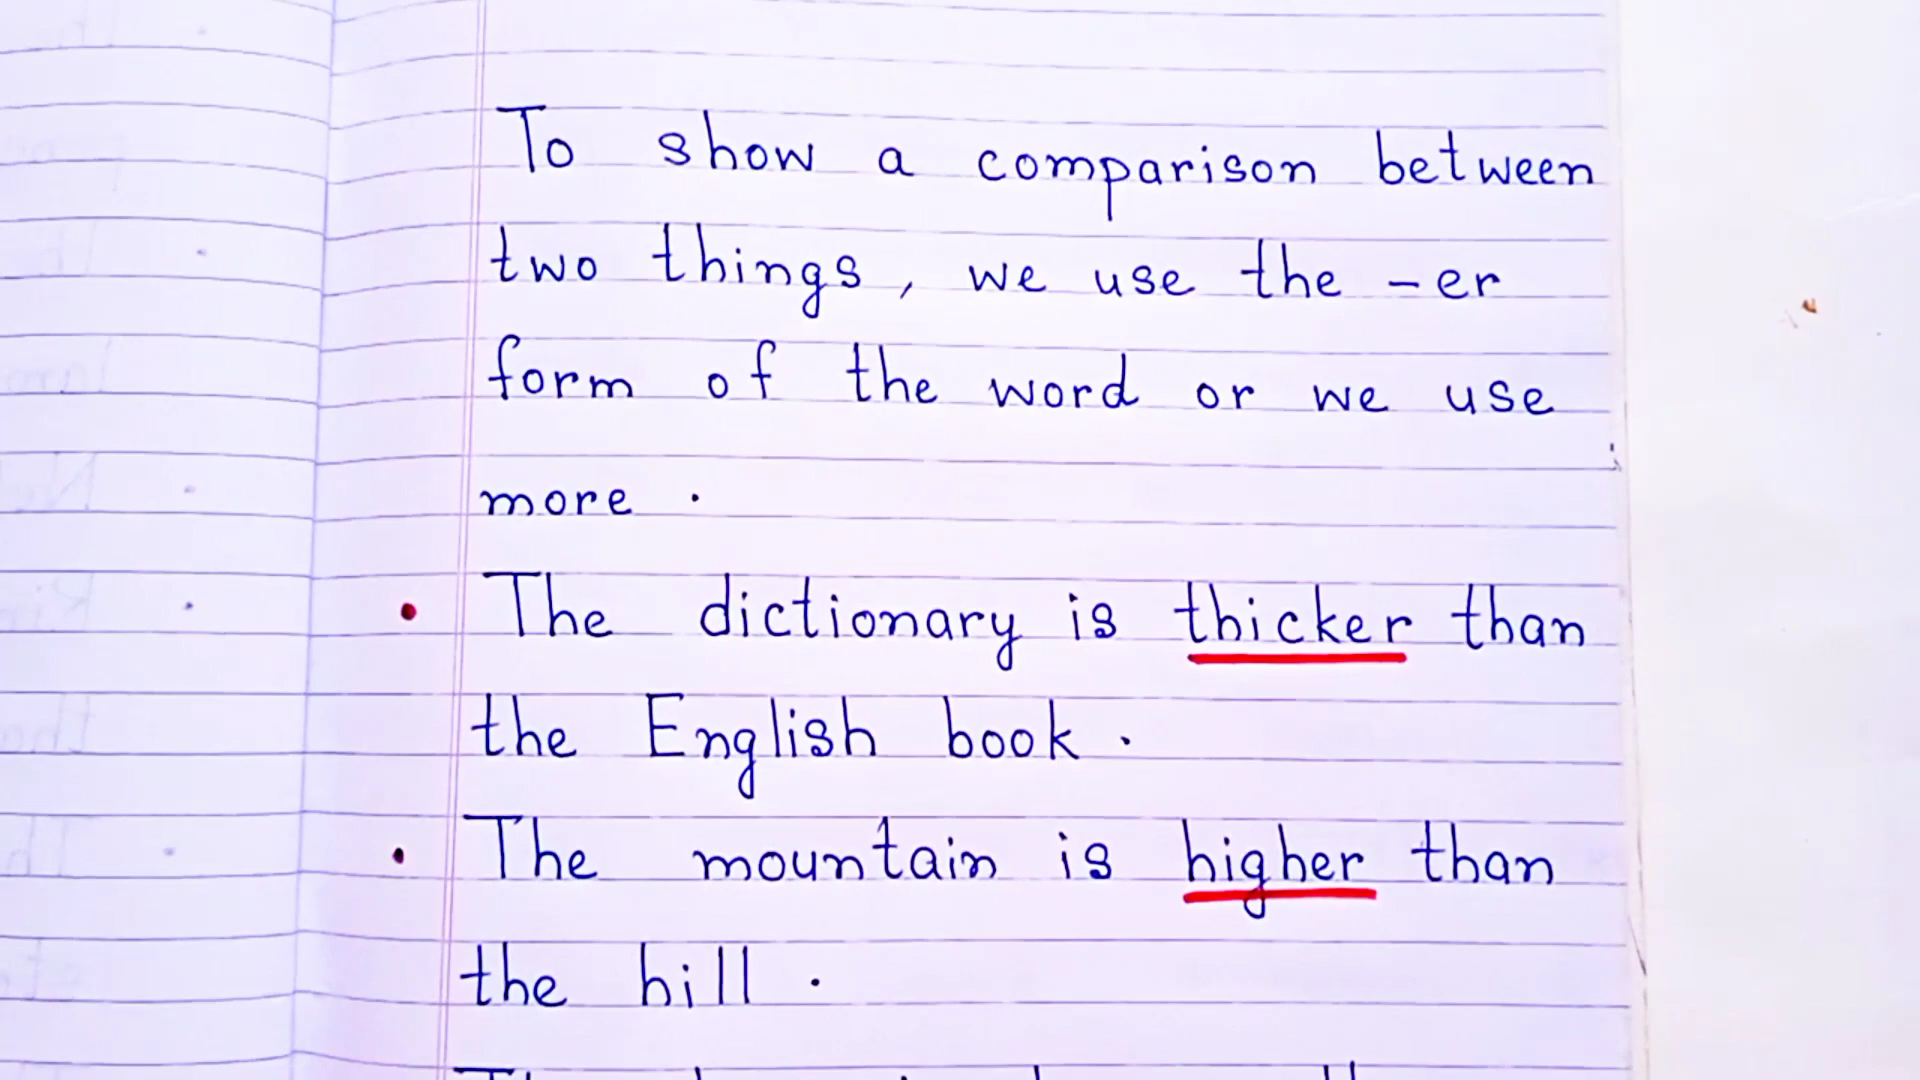 To show a comparison between
two things, we use the -er
form of the word or we use
more.
• The dictionary is thicker than
the English book.
• The mountain is higher than
the hill.